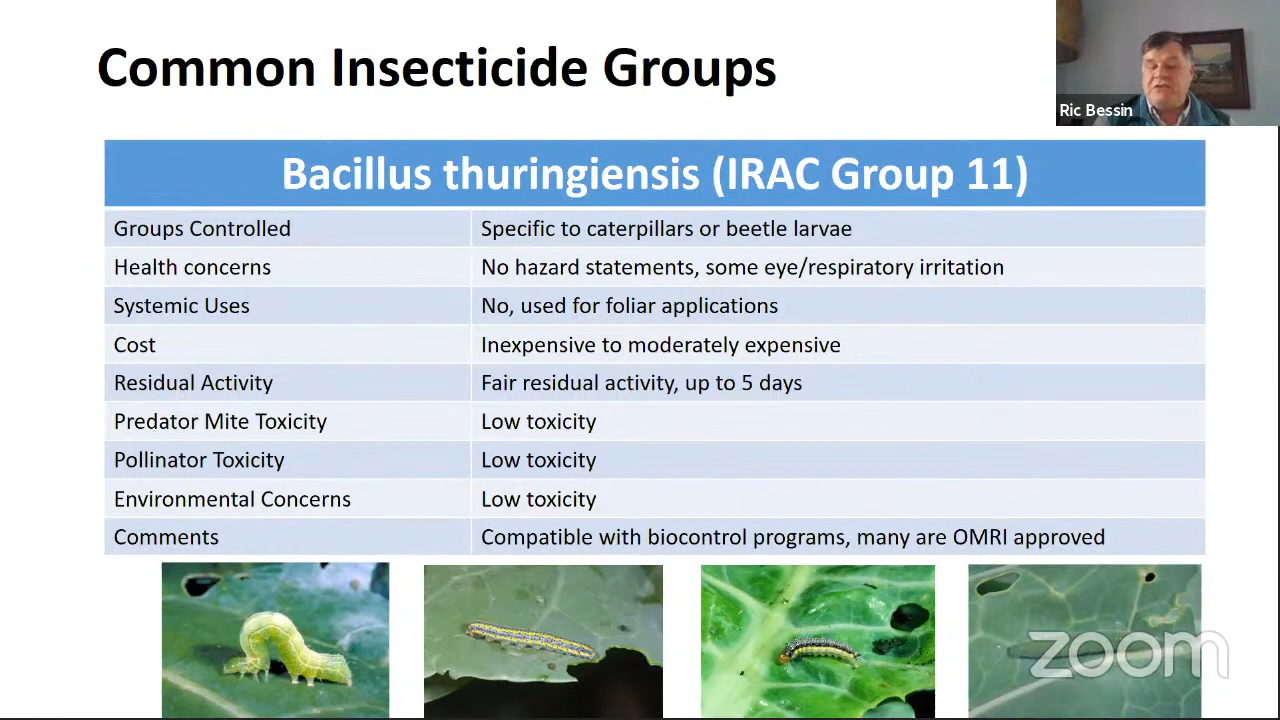 Common Insecticide Groups
Ric Bessin
Bacillus thuringiensis (IRAC Group 11)
Groups Controlled Specific to caterpillars or beetle larvae
Health concerns No hazard statements, some eye/respiratory irritation
Systemic Uses No, used for foliar applications
Cost Inexpensive to moderately expensive
Residual Activity Fair residual activity, up to 5 days
Predator Mite Toxicity Low toxicity
Pollinator Toxicity Low toxicity
Environmental Concerns Low toxicity
Comments Compatible with biocontrol programs, many are OMRI approved
zoom